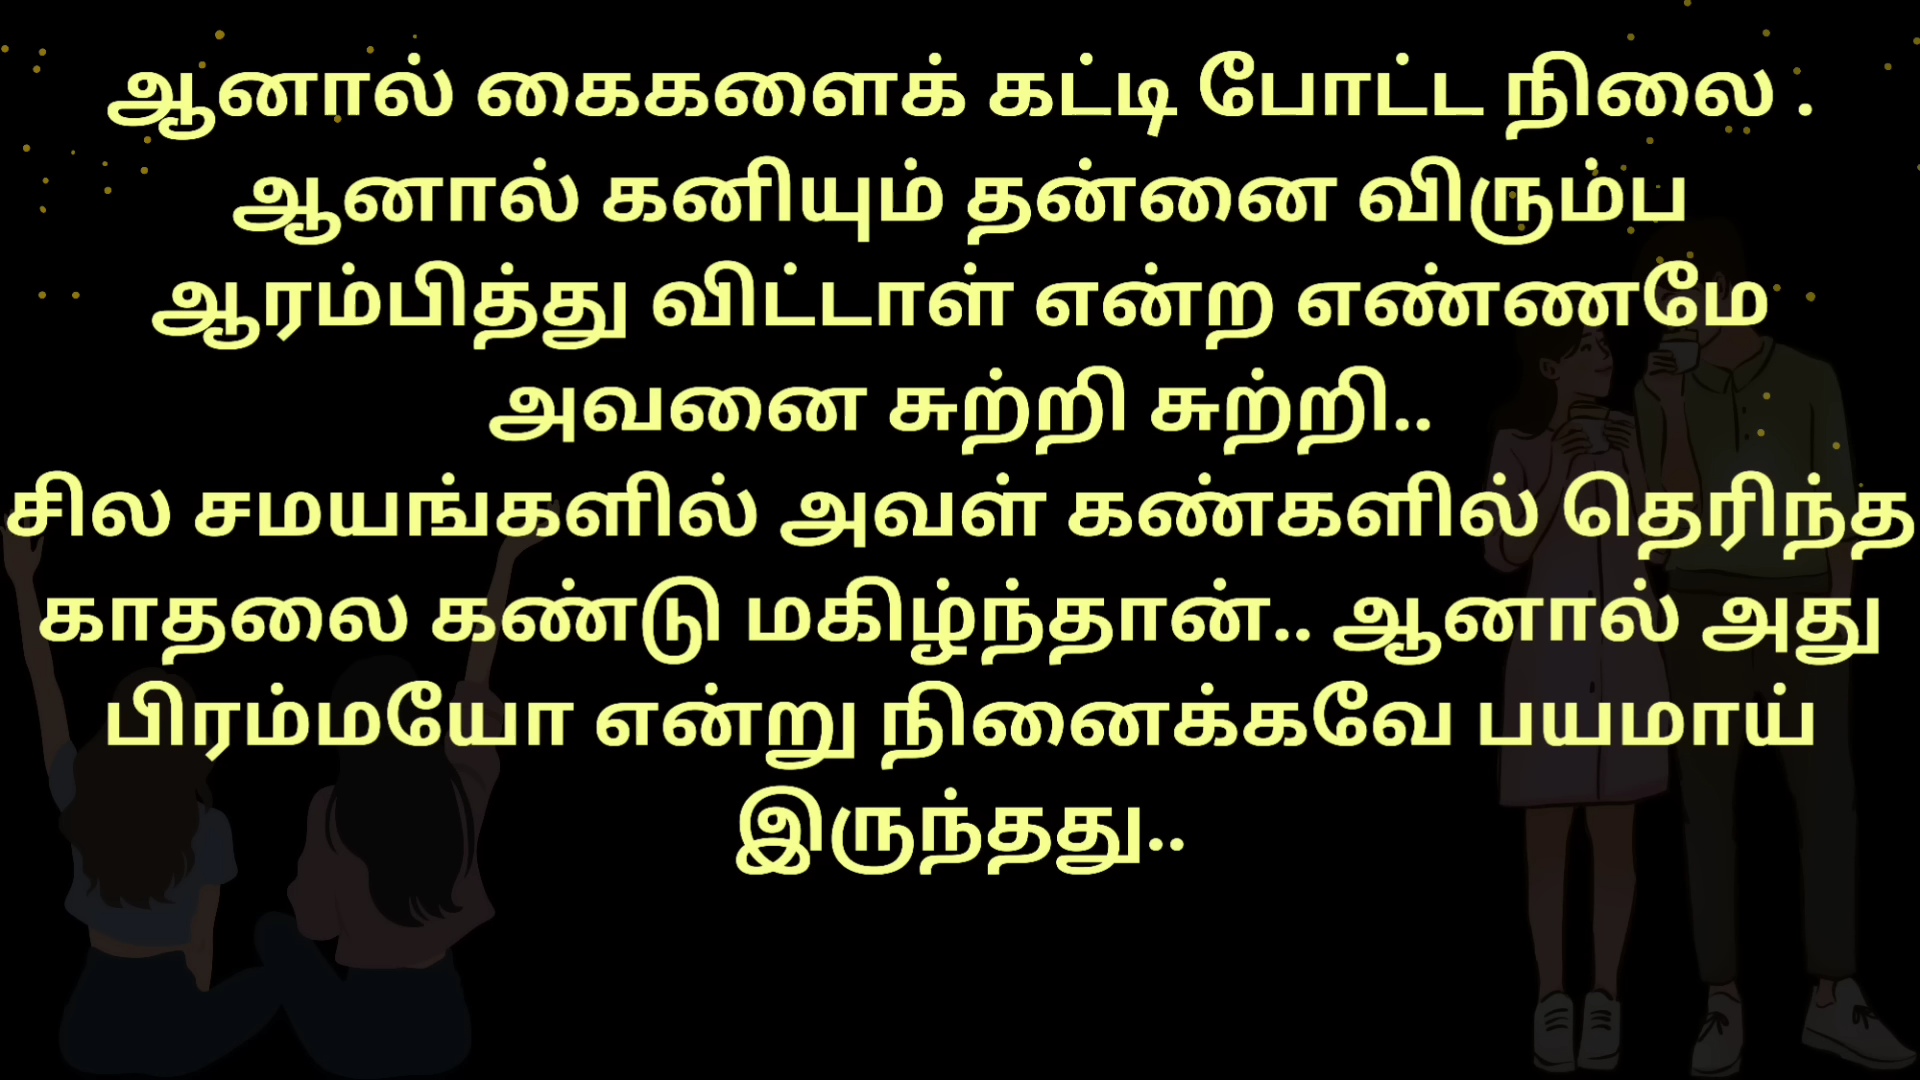 ஆனால் கைகளைக் கட்டி போட்ட நிலை .
ஆனால் கனியும் தன்னை விரும்ப
ஆரம்பித்து விட்டாள் என்ற எண்ணமே
அவனை சுற்றி சுற்றி..
சில சமயங்களில் அவள் கண்களில் தெரிந்த
காதலை கண்டு மகிழ்ந்தான்.. ஆனால் அது
பிரம்மயோ என்று நினைக்கவே பயமாய்
இருந்தது..